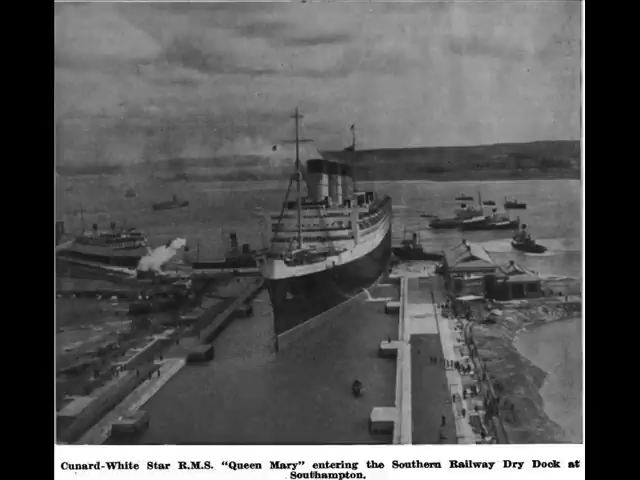 Cunard-White Star R.M.S. "Queen Mary" entering the Southern Railway Dry Dock at
Southampton.